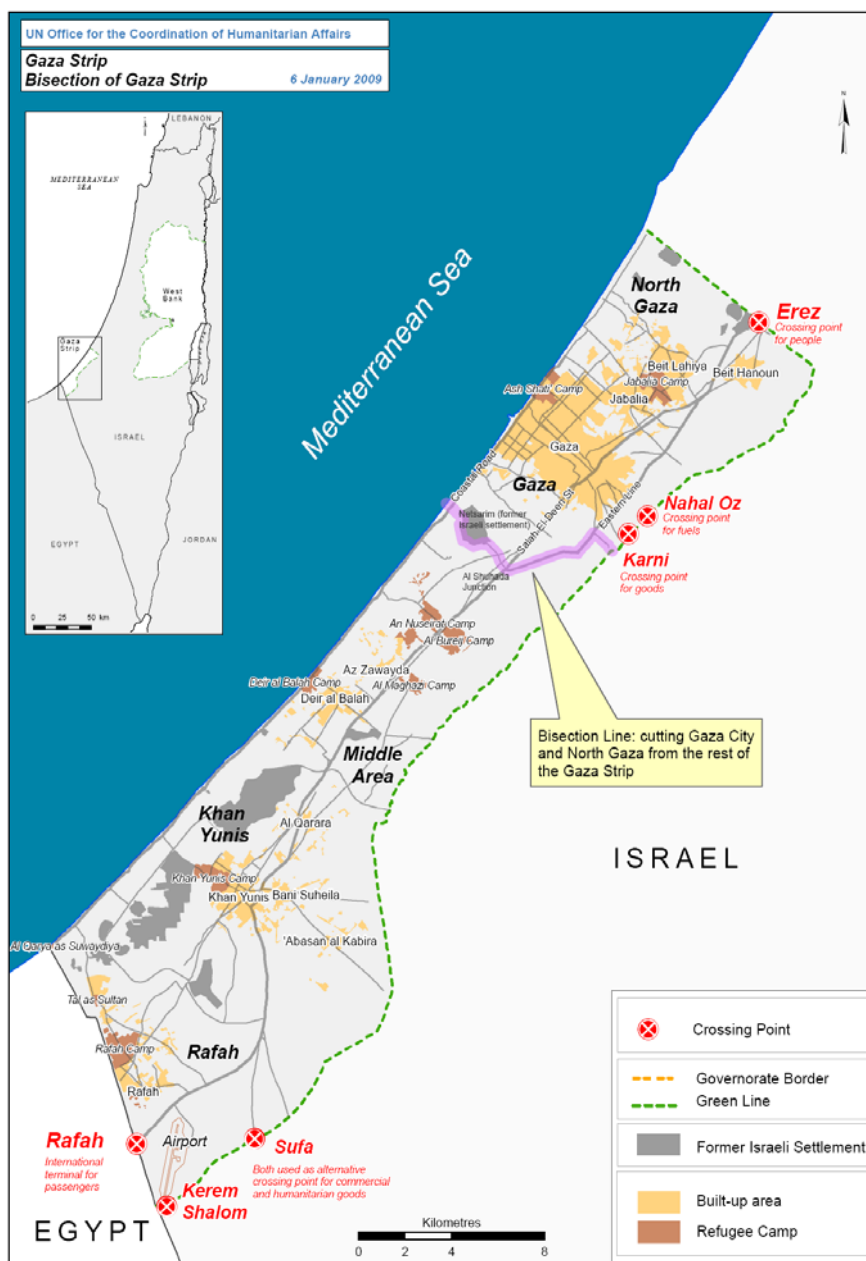 UN Office for the Coordination of Humanitarian Affairs
Gaza Strip
Bisection of Gaza Strip
6 January 2009
LEBANON
MEDITERRANEAN
SEA
West
Bank
Gaza
Strip
ISRAEL
EGYPT
JORDAN
0 25 50 km
N
Mediterranean Sea
North
Gaza
Erez
Crossing point
for people
Beit Lahiya
Beit Hanoun
Ash Shati' Camp
Jabalia Camp
Jabalia
Gaza
Coastal Road
Gaza
Salah El-Deen St
Eastern Line
Nahal Oz
Crossing point
for fuels
Netsarim (former
Israeli settlement)
Karni
Crossing point
for goods
Al Shuhada
Junction
An Nuseirat Camp
Al Bureij Camp
Az Zawayda
Deir al Balah Camp
Al Maghazi Camp
Deir al Balah
Bisection Line: cutting Gaza City
and North Gaza from the rest of
the Gaza Strip
Middle
Area
Khan
Yunis
Al Qarara
ISRAEL
Khan Yunis Camp
Khan Yunis
Bani Suheila
'Abasan al Kabira
Al Qarya as Suwaydiya
Tal as Sultan
Rafah
Rafah Camp
Rafah
Rafah
International
terminal for
passengers
Airport
Sufa
Both used as alternative
crossing point for commercial
and humanitarian goods
Kerem
Shalom
EGYPT
Kilometres
0 2 4 8
Crossing Point
Governorate Border
Green Line
Former Israeli Settlement
Built-up area
Refugee Camp